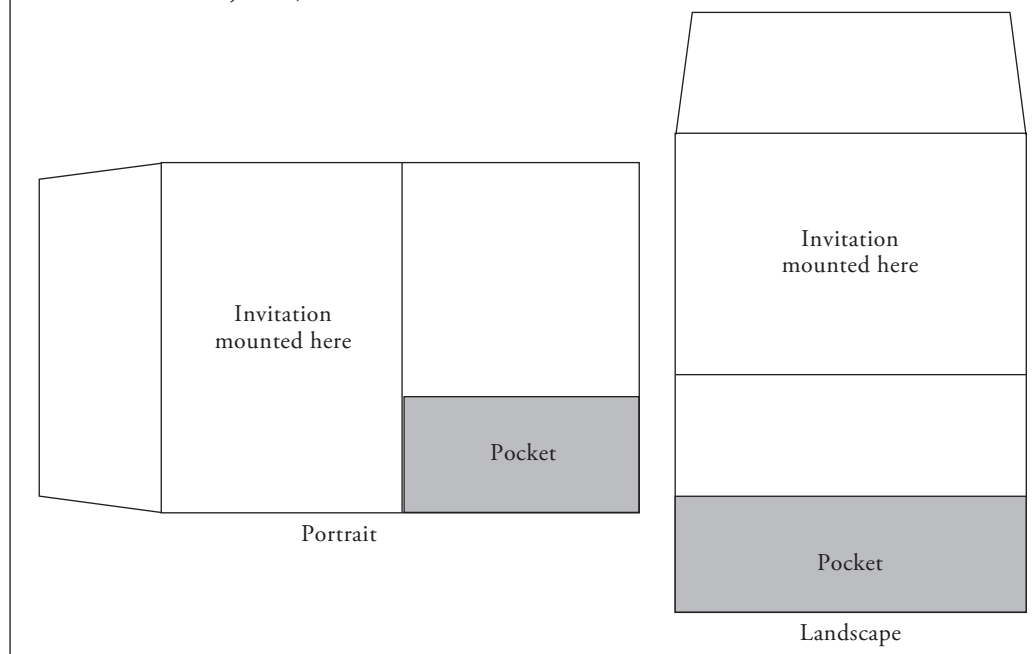 Invitation
mounted here
Pocket
Portrait
Invitation
mounted here
Pocket
Landscape